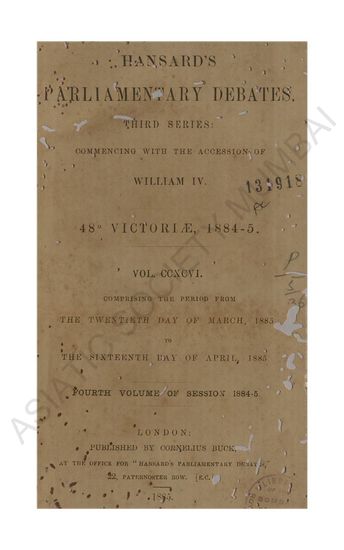 HANSARD'S
PARLIAMENTARY DEBATES.
THIRD SERIES:
COMMENCING WITH THE ACCESSION OF
WILLIAM IV.
131918
48° VICTORIÆ, 1884-5.
VOL. CCXCVI.
COMPRISING THE PERIOD FROM
THE TWENTIETH DAY OF MARCH, 1885
TO
THE SIXTEENTH DAY OF APRIL, 1885
FOURTH VOLUME OF SESSION 1884-5.
LONDON:
PUBLISHED BY CORNELIUS BUCK,
AT THE OFFICE FOR "HANSARD'S PARLIAMENTARY DEBATES,"
22, PATERNOSTER ROW. [E.C.]
1885.
ASIATIC SOCIETY MUMBAI